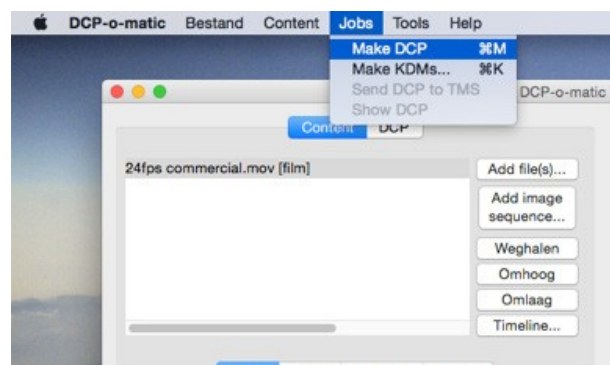 DCP-o-matic Bestand Content Jobs Tools Help
Make DCP ⌘M
Make KDMs... ⌘K
Send DCP to TMS
Show DCP
DCP-o-matic
Content DCP
24fps commercial.mov [film]
Add file(s)...
Add image
sequence...
Weghalen
Omhoog
Omlaag
Timeline...